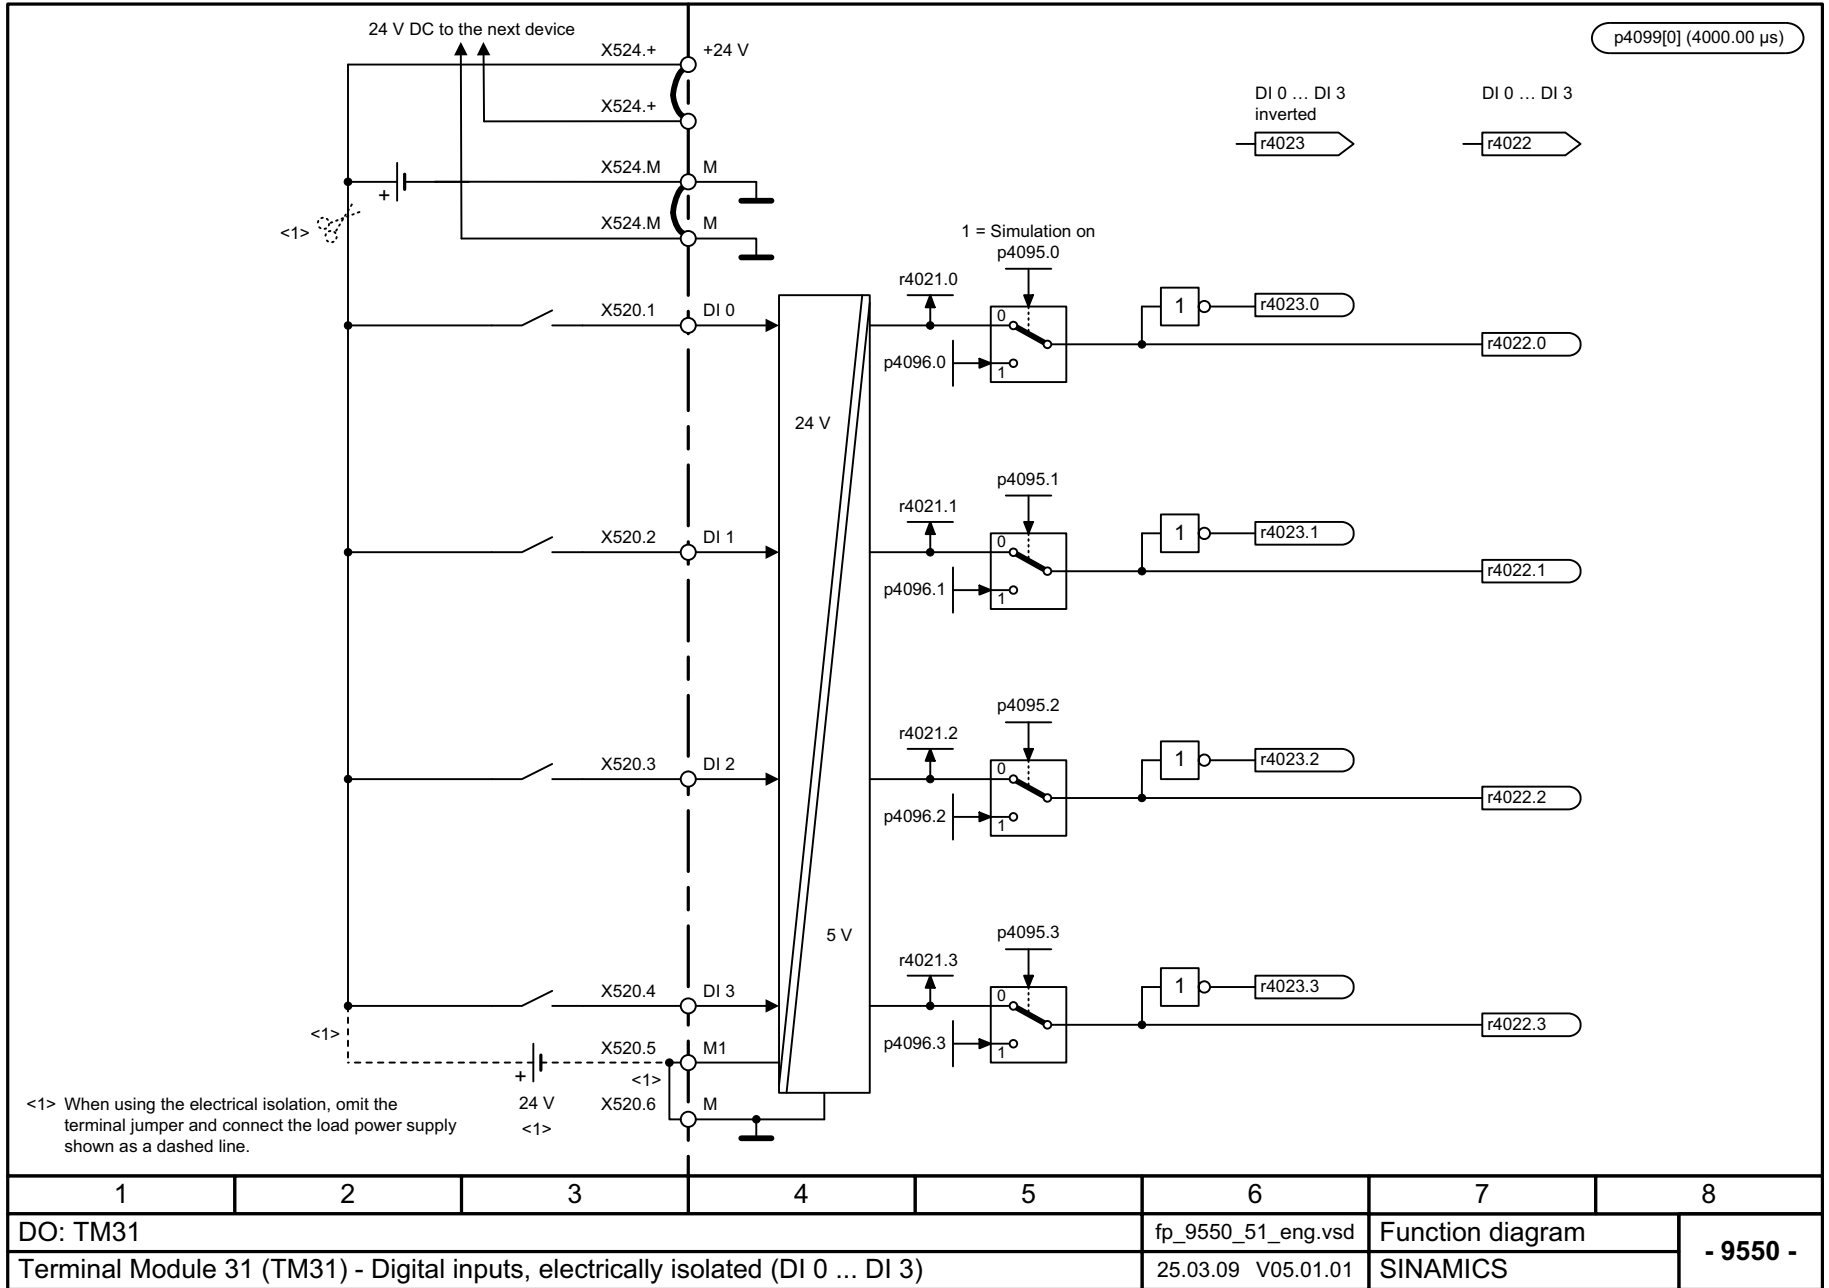 24 V DC to the next device
X524.+
+24 V
p4099[0] (4000.00 µs)
X524.+
DI 0 ... DI 3
inverted
DI 0 ... DI 3
r4023
r4022
X524.M
M
+
X524.M
M
<1>
1 = Simulation on
p4095.0
r4021.0
X520.1
DI 0
0
1
r4023.0
r4022.0
p4096.0
1
24 V
p4095.1
r4021.1
X520.2
DI 1
0
1
r4023.1
r4022.1
p4096.1
1
p4095.2
r4021.2
X520.3
DI 2
0
1
r4023.2
r4022.2
p4096.2
1
5 V
p4095.3
r4021.3
X520.4
DI 3
0
1
r4023.3
r4022.3
<1>
p4096.3
1
X520.5
M1
+
<1>
24 V
<1>
X520.6
M
<1> When using the electrical isolation, omit the
terminal jumper and connect the load power supply
shown as a dashed line.
1 2 3 4 5 6 7 8
DO: TM31
fp_9550_51_eng.vsd
Function diagram
- 9550 -
Terminal Module 31 (TM31) - Digital inputs, electrically isolated (DI 0 ... DI 3)
25.03.09 V05.01.01
SINAMICS